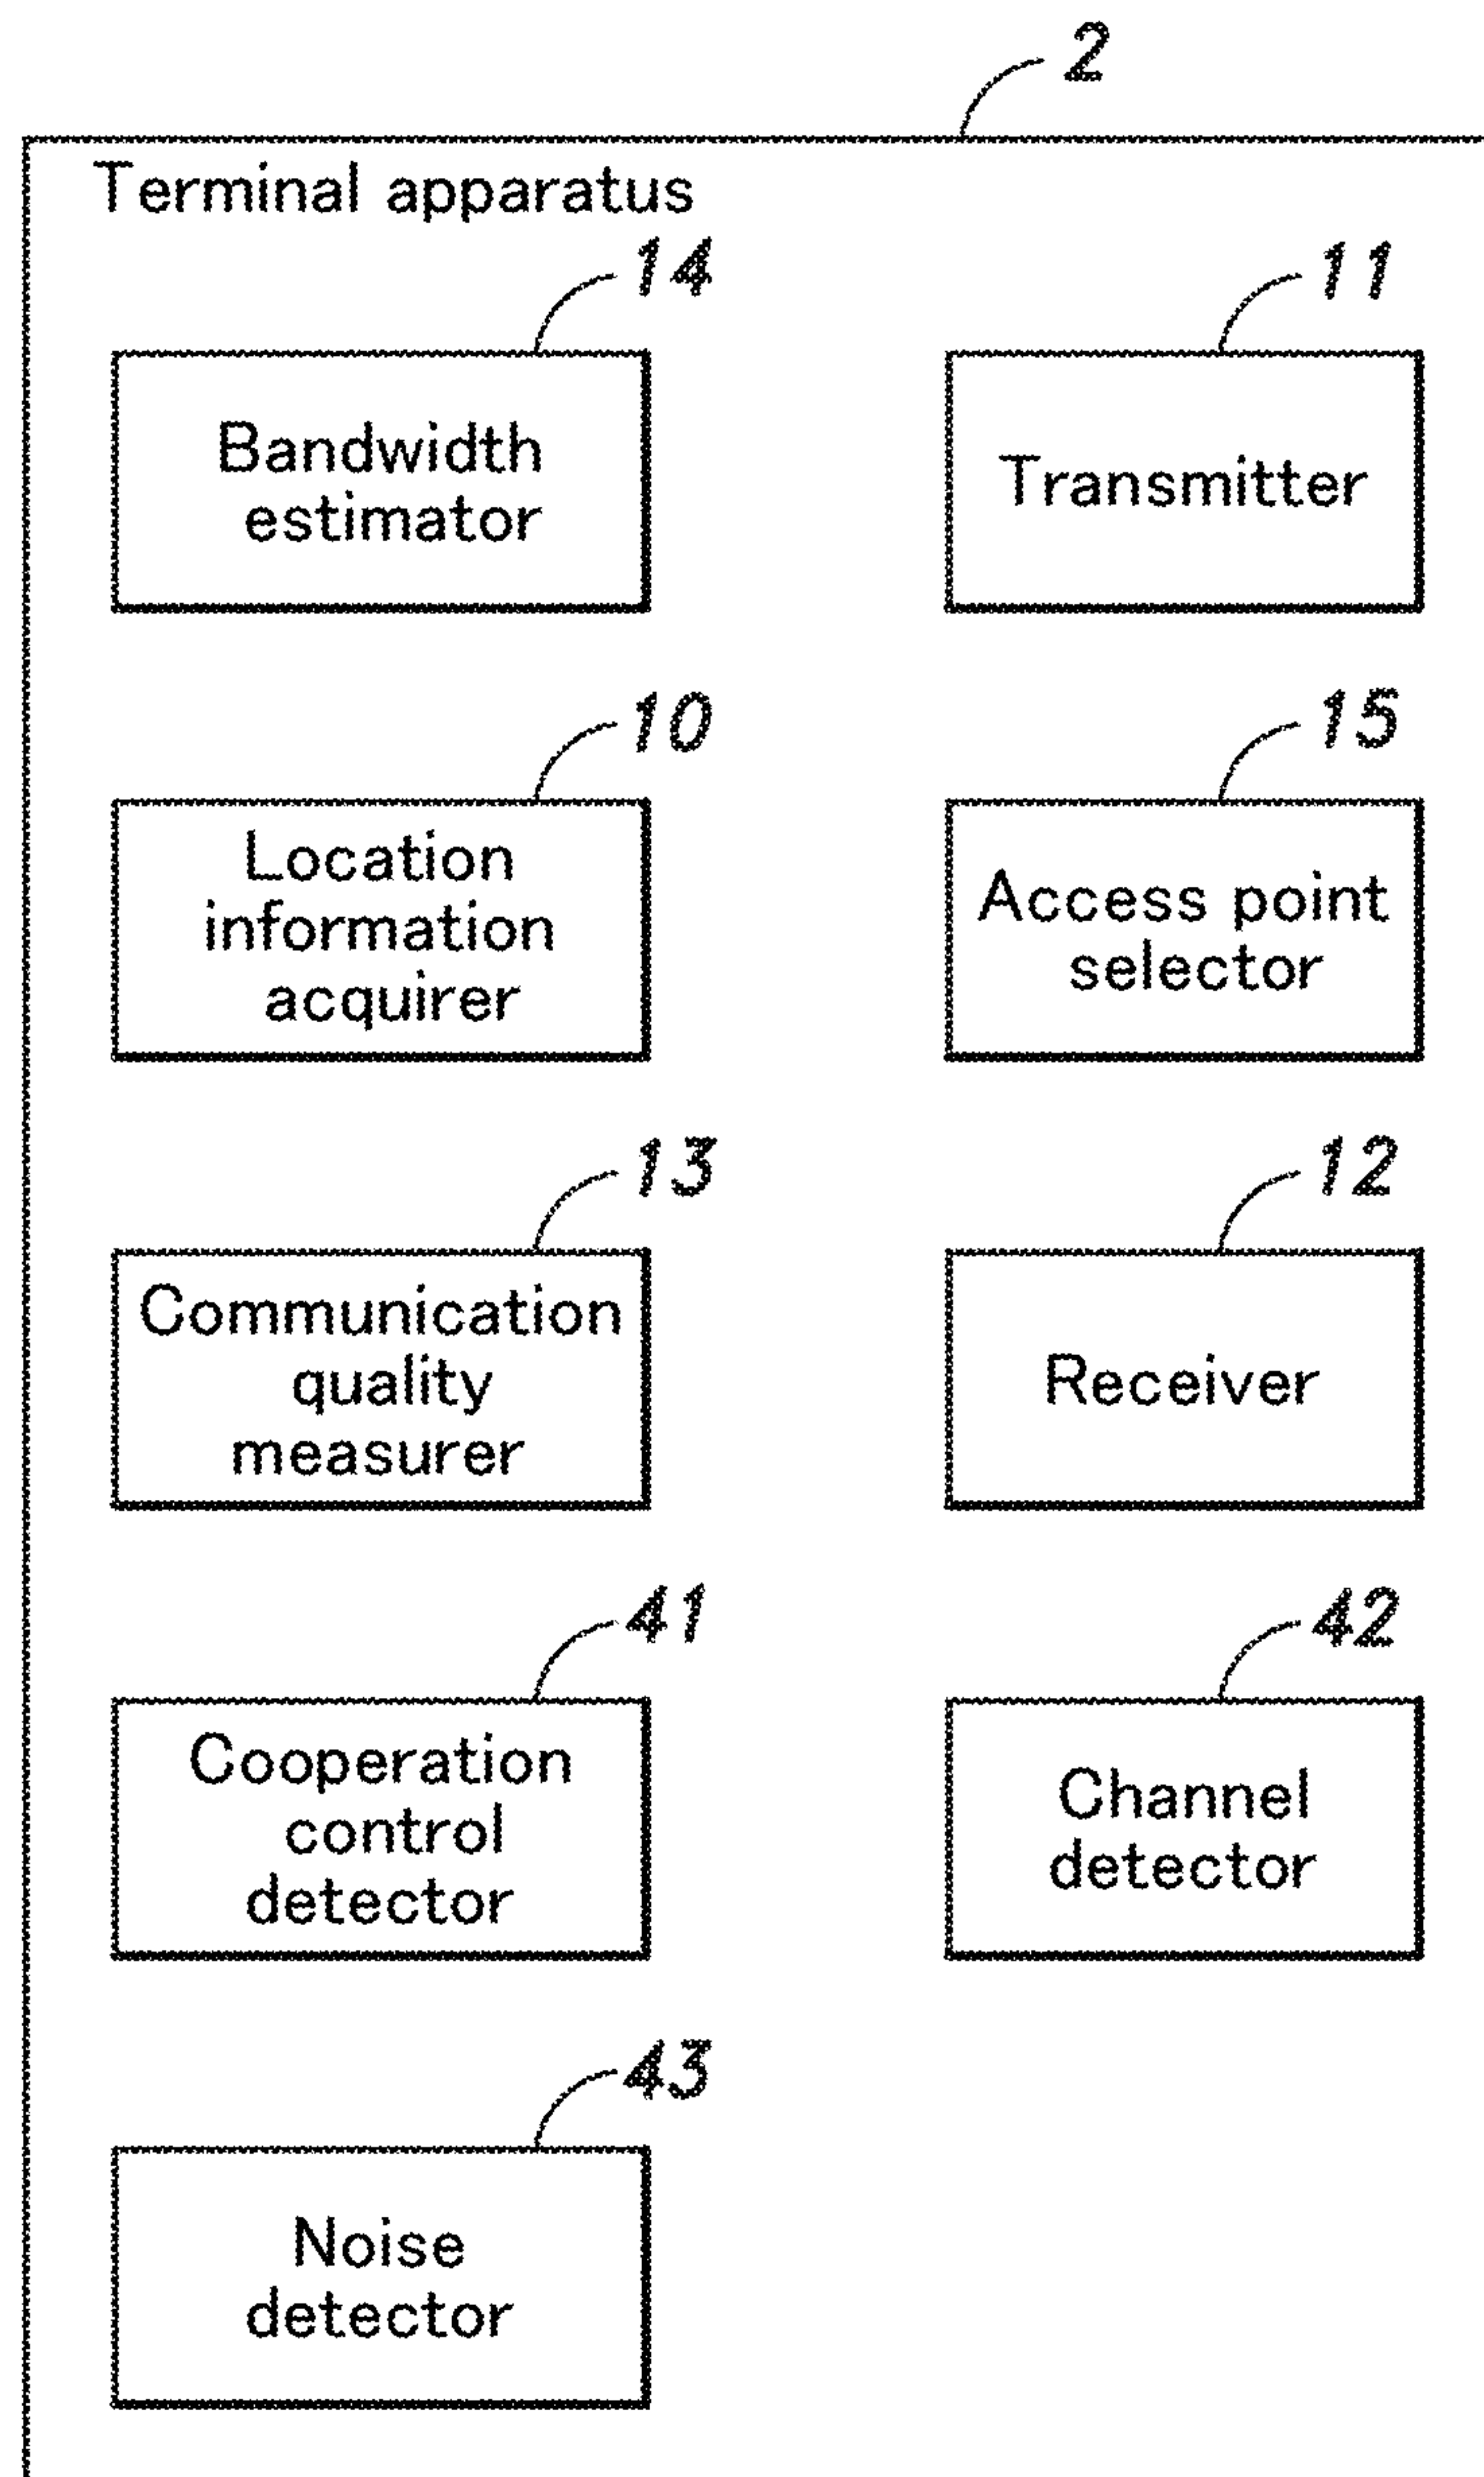 2
Terminal apparatus
14
11
Bandwidth
estimator
Transmitter
10
15
Location
information
acquirer
Access point
selector
13
12
Communication
quality
measurer
Receiver
41
42
Cooperation
control
detector
Channel
detector
43
Noise
detector